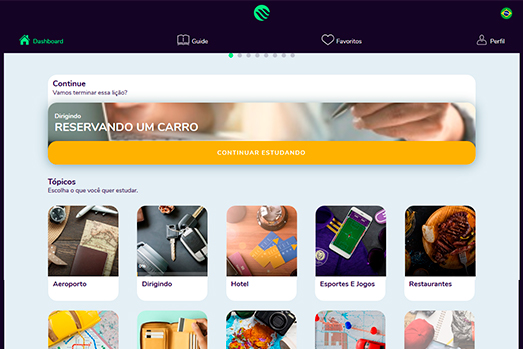 Dashboard
Guide
Favoritos
Perfil
Continue
Vamos terminar essa lição?
Dirigindo
RESERVANDO UM CARRO
CONTINUAR ESTUDANDO
Tópicos
Escolha o que você quer estudar.
Aeroporto
Dirigindo
Hotel
Esportes E Jogos
Restaurantes